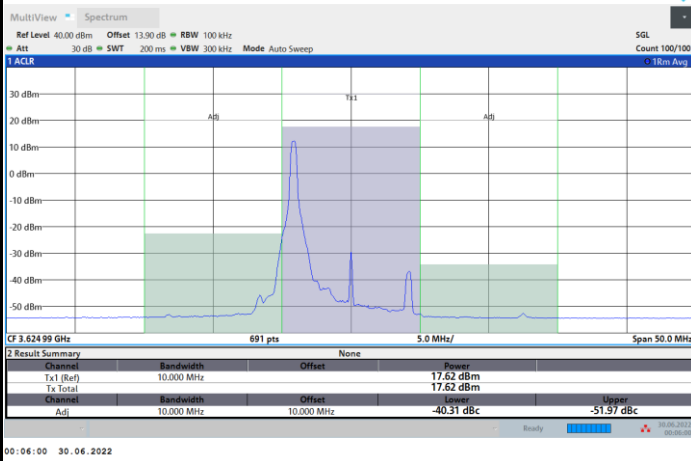 MultiView Spectrum
Ref Level 40.00 dBm Offset 13.90 dB RBW 100 kHz SGL
Att 30 dB SWT 200 ms VBW 300 kHz Mode Auto Sweep Count 100/100
1 ACLR 1Rm Avg
30 dBm
Tx1
20 dBm
Adj Adj
10 dBm
0 dBm
-10 dBm
-20 dBm
-30 dBm
-40 dBm
-50 dBm
CF 3.62499 GHz 691 pts 5.0 MHz/ Span 50.0 MHz
2 Result Summary None
Channel Bandwidth Offset Power
Tx1 (Ref) 10.000 MHz 17.62 dBm
Tx Total 17.62 dBm
Channel Bandwidth Offset Lower Upper
Adj 10.000 MHz 10.000 MHz -40.31 dBc -51.97 dBc
Ready 30.06.2022
00:06:00
00:06:00 30.06.2022